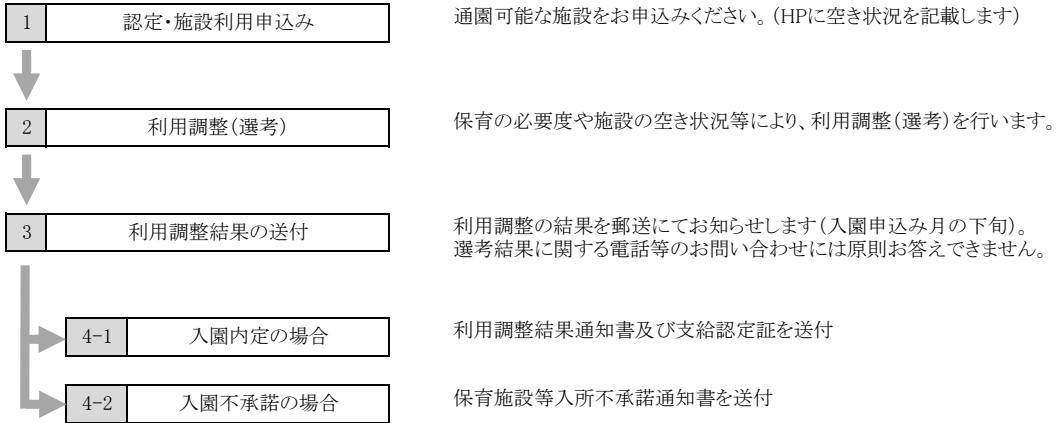 1 認定・施設利用申込み 通園可能な施設をお申込みください。(HPに空き状況を記載します)
2 利用調整(選考) 保育の必要度や施設の空き状況等により、利用調整(選考)を行います。
3 利用調整結果の送付 利用調整の結果を郵送にてお知らせします(入園申込み月の下旬)。
選考結果に関する電話等のお問い合わせには原則お答えできません。
4-1 入園内定の場合 利用調整結果通知書及び支給認定証を送付
4-2 入園不承諾の場合 保育施設等入所不承諾通知書を送付